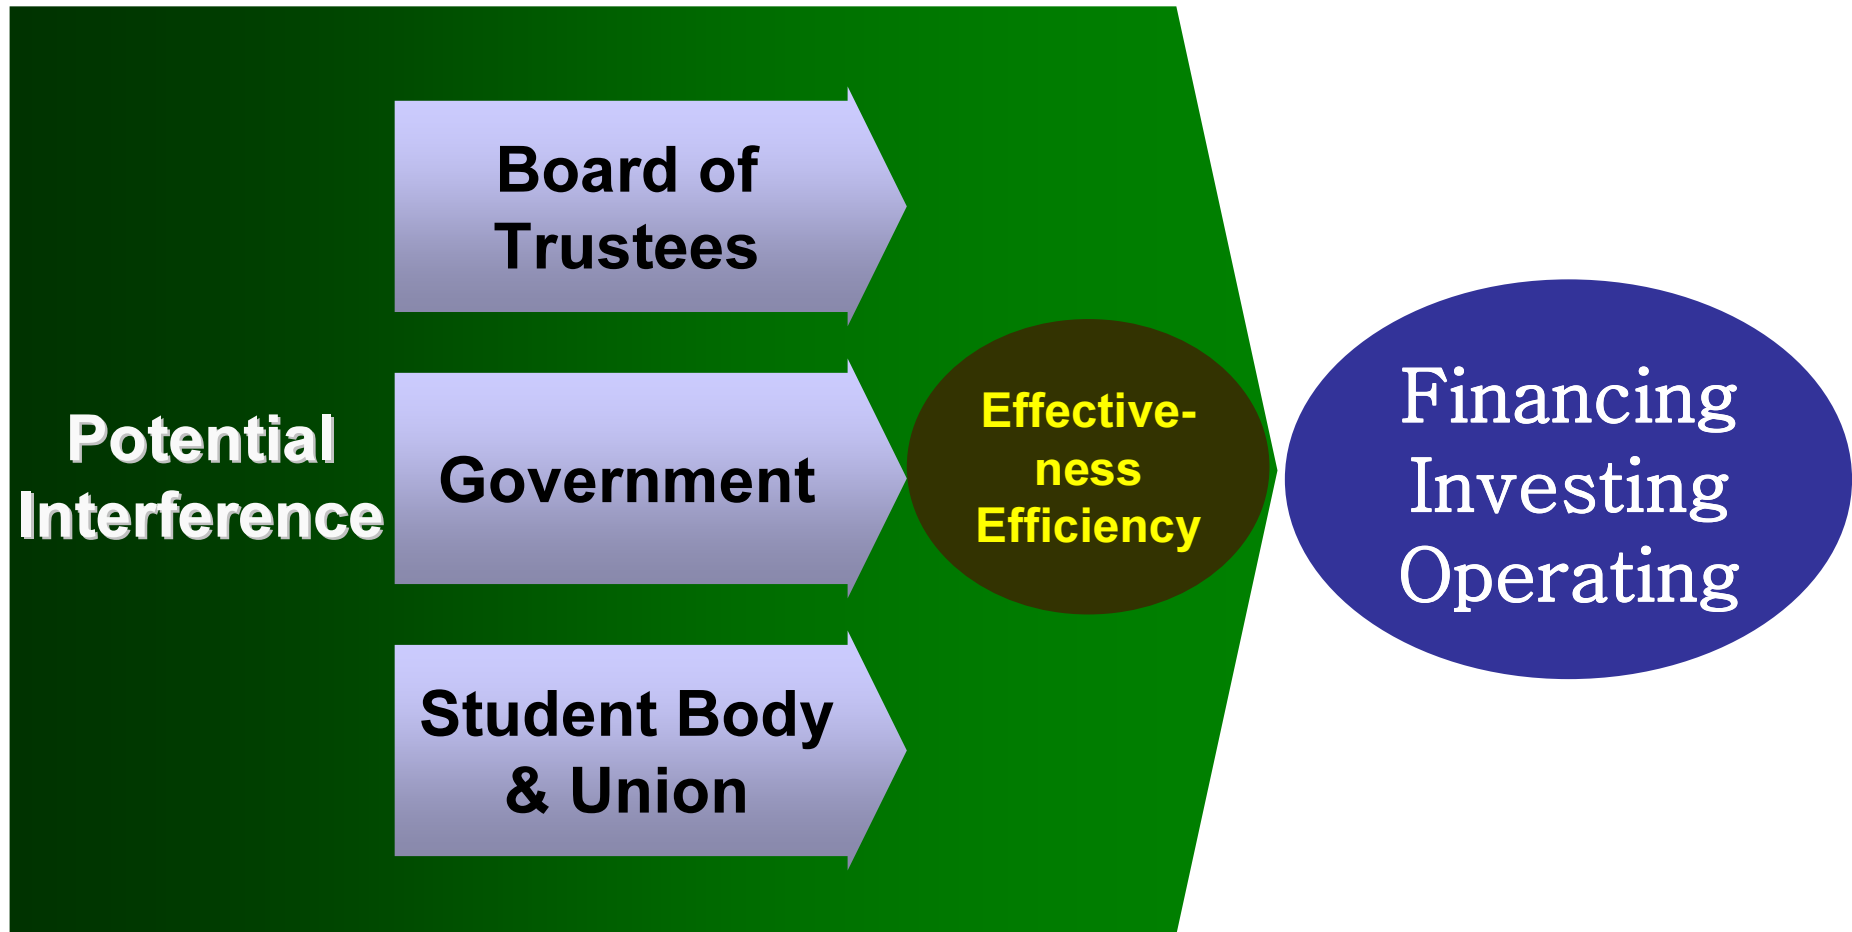 Potential
Interference
Board of
Trustees
Government
Student Body
& Union
Effective-
ness
Efficiency
Financing
Investing
Operating